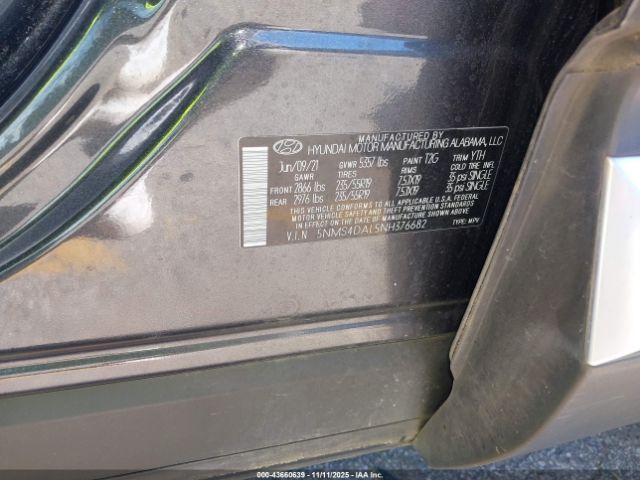 MANUFACTURED BY
HYUNDAI MOTOR MANUFACTURING ALABAMA, LLC
Jun/09/21 GVWR 5357 lbs PAINT T2G TRIM YTH
GAWR TIRES RIMS COLD TIRE INFL PRES
FRONT 2866 lbs 235/55R19 7.5JX19 35 psi SINGLE
REAR 2976 lbs 235/55R19 7.5JX19 35 psi SINGLE
THIS VEHICLE CONFORMS TO ALL APPLICABLE U.S.A. FEDERAL
MOTOR VEHICLE SAFETY AND THEFT PREVENTION STANDARDS
IN EFFECT ON THE DATE OF MANUFACTURE SHOWN ABOVE.
V.I.N 5NMS4DAL5NH376682 TYPE: MPV
000-43660639 - 11/11/2025 - IAA Inc.